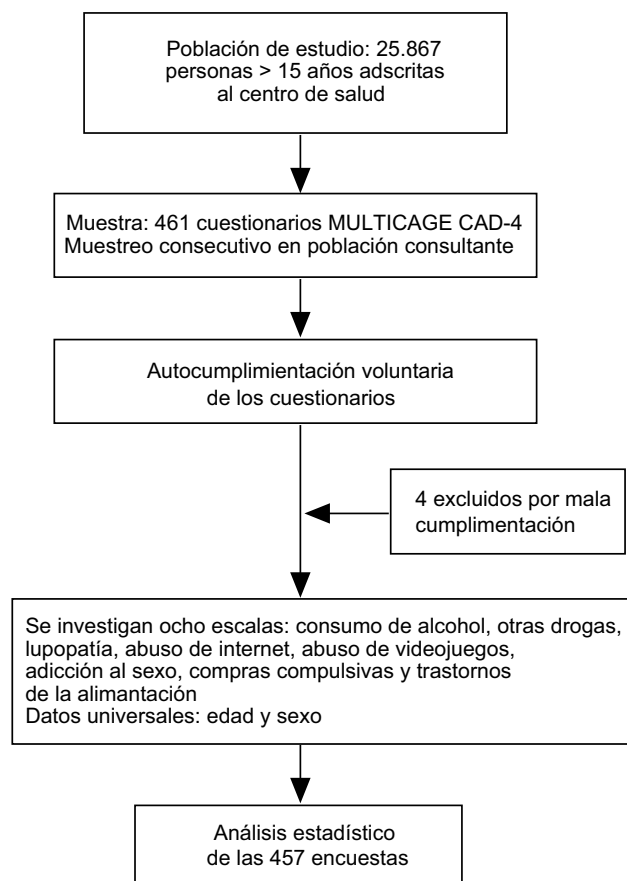 Población de estudio: 25.867
personas > 15 años adscritas
al centro de salud
Muestra: 461 cuestionarios MULTICAGE CAD-4
Muestreo consecutivo en población consultante
Autocumplimientación voluntaria
de los cuestionarios
4 excluidos por mala
cumplimentación
Se investigan ocho escalas: consumo de alcohol, otras drogas,
lupopatía, abuso de internet, abuso de videojuegos,
adicción al sexo, compras compulsivas y trastornos
de la alimantación
Datos universales: edad y sexo
Análisis estadístico
de las 457 encuestas